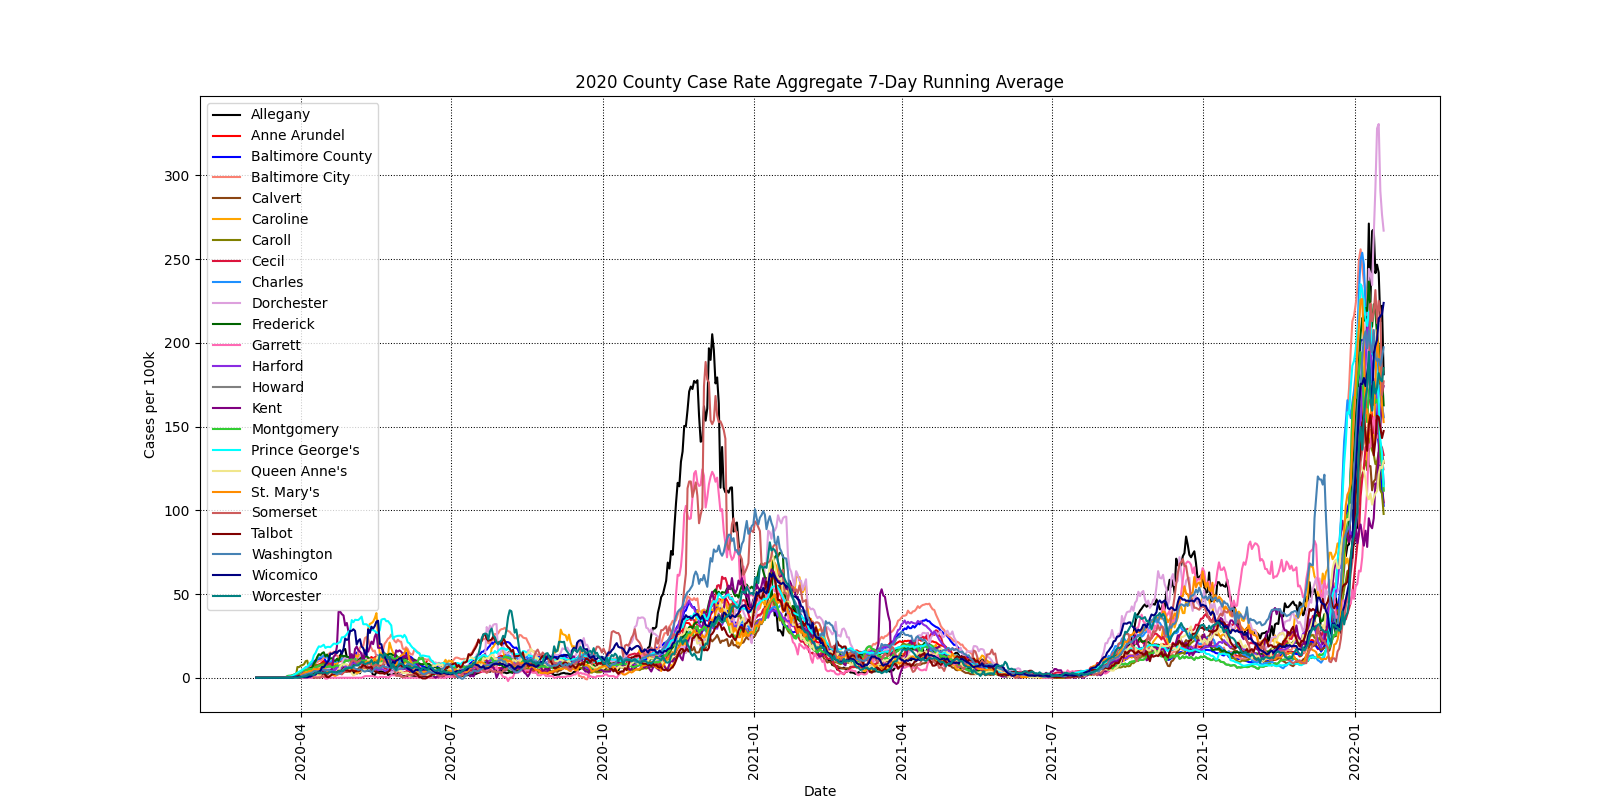 2020 County Case Rate Aggregate 7-Day Running Average
Allegany
Anne Arundel
Baltimore County
Baltimore City
Calvert
Caroline
Caroll
Cecil
Charles
Dorchester
Frederick
Garrett
Harford
Howard
Kent
Montgomery
Prince George's
Queen Anne's
St. Mary's
Somerset
Talbot
Washington
Wicomico
Worcester
Cases per 100k
300
250
200
150
100
50
0
2020-04
2020-07
2020-10
2021-01
2021-04
2021-07
2021-10
2022-01
Date